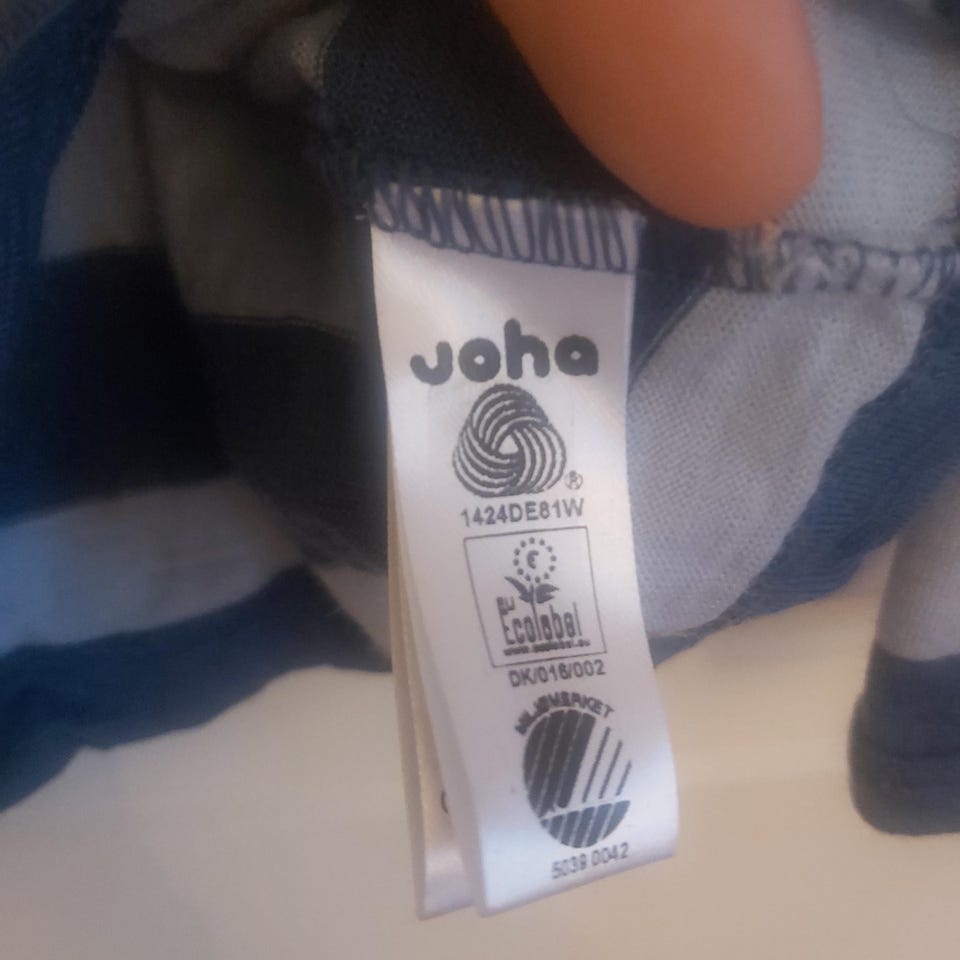 Joha
®
1424DE81W
EU
Ecolabel
www.ecolabel.eu
DK/016/002
MILJØMÆRKET
5039 0042